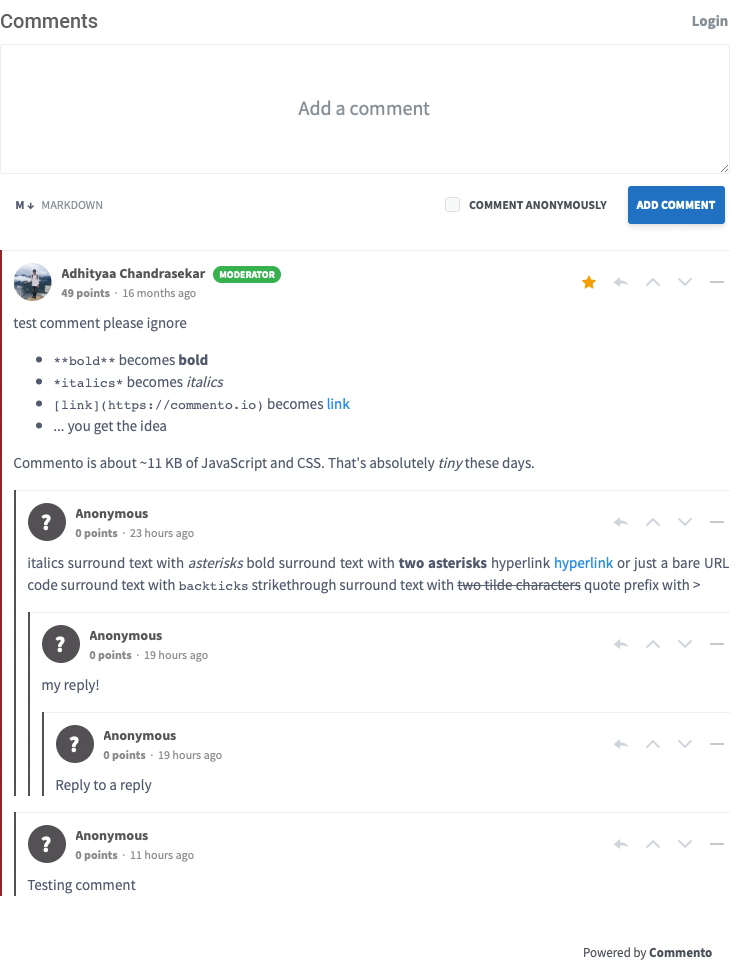 Comments
Login
Add a comment
M↓ MARKDOWN
COMMENT ANONYMOUSLY
ADD COMMENT
Adhityaa Chandrasekar MODERATOR
49 points · 16 months ago
test comment please ignore
• **bold** becomes bold
• *italics* becomes italics
• [link](https://commento.io) becomes link
• ... you get the idea
Commento is about ~11 KB of JavaScript and CSS. That's absolutely tiny these days.
?
Anonymous
0 points · 23 hours ago
italics surround text with asterisks bold surround text with two asterisks hyperlink hyperlink or just a bare URL
code surround text with backticks strikethrough surround text with two tilde characters quote prefix with >
?
Anonymous
0 points · 19 hours ago
my reply!
?
Anonymous
0 points · 19 hours ago
Reply to a reply
?
Anonymous
0 points · 11 hours ago
Testing comment
Powered by Commento